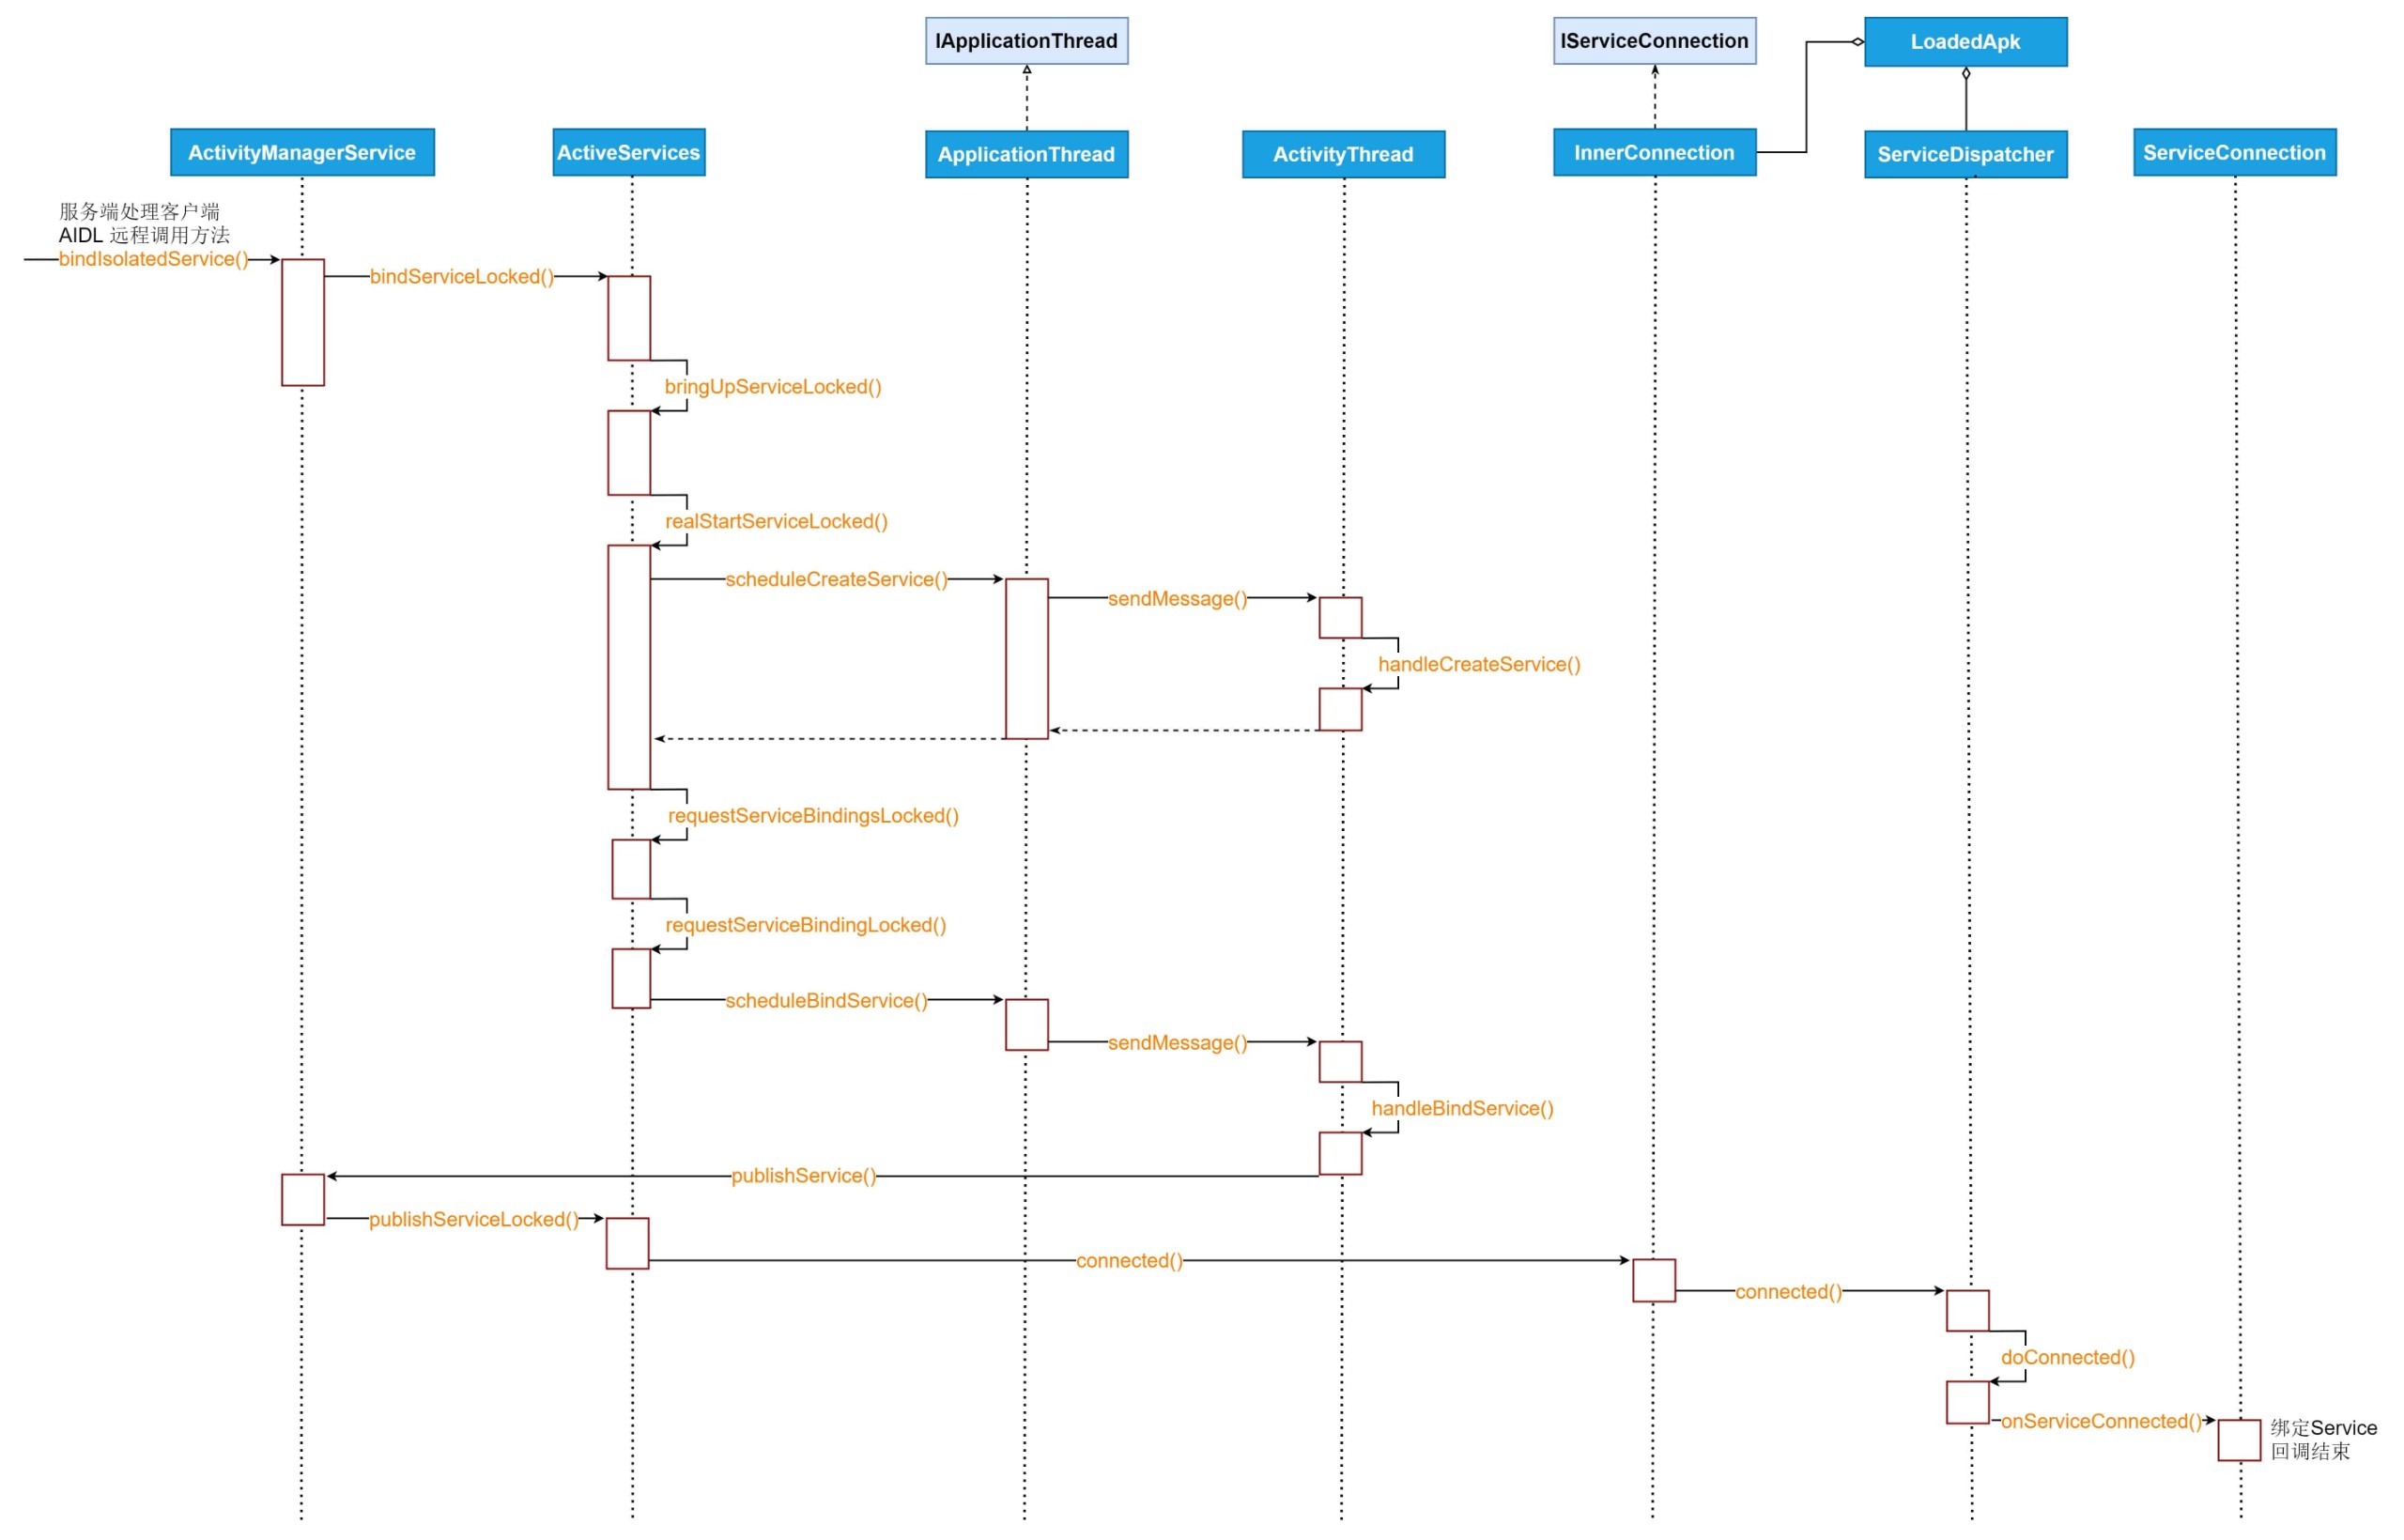 IApplicationThread
IServiceConnection
LoadedApk
ActivityManagerService
ActiveServices
ApplicationThread
ActivityThread
InnerConnection
ServiceDispatcher
ServiceConnection
服务端处理客户端
AIDL 远程调用方法
bindIsolatedService()
bindServiceLocked()
bringUpServiceLocked()
realStartServiceLocked()
scheduleCreateService()
sendMessage()
handleCreateService()
requestServiceBindingsLocked()
requestServiceBindingLocked()
scheduleBindService()
sendMessage()
handleBindService()
publishService()
publishServiceLocked()
connected()
connected()
doConnected()
onServiceConnected()
绑定Service
回调结束